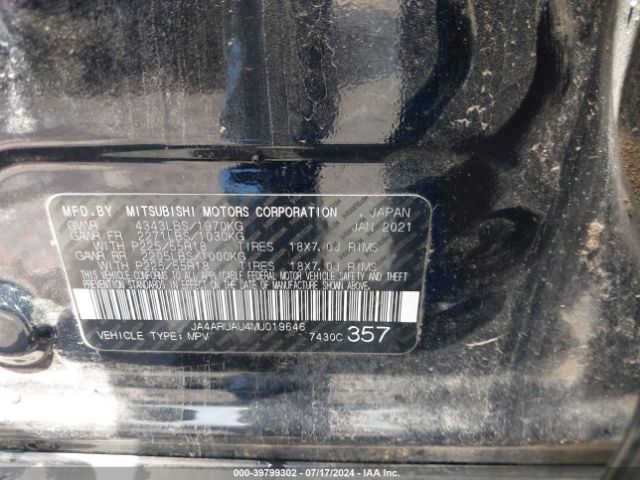 MFD. BY MITSUBISHI MOTORS CORPORATION , JAPAN
GVWR 4343LBS/1970KG JAN 2021
GAWR FR 2271LBS/1030KG
P225/55R18 TIRES 18X7.0J RIMS
GAWR RR 2205LBS/1000KG
P225/55R18 TIRES 18X7.0J RIMS
THIS VEHICLE CONFORMS TO ALL APPLICABLE FEDERAL MOTOR VEHICLE SAFETY AND THEFT
PREVENTION STANDARDS IN EFFECT ON THE DATE OF MANUFACTURE SHOWN ABOVE.
JA4ARUAU4MU019646
VEHICLE TYPE: MPV 7430C 357
000-39799302 | 07/17/2024 | IAA Inc.